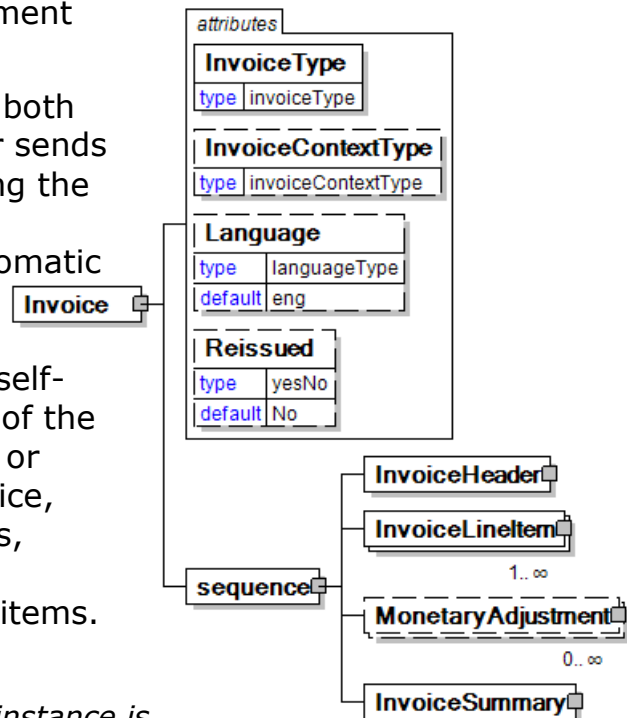 ment
both
r sends
ng the
omatic
self-
of the
or
ice,
s,
items.
instance is
attributes
InvoiceType
type invoiceType
InvoiceContextType
type invoiceContextType
Language
type languageType
default eng
Reissued
type yesNo
default No
Invoice
sequence
InvoiceHeader
InvoiceLineItem
1.. ∞
MonetaryAdjustment
0.. ∞
InvoiceSummary